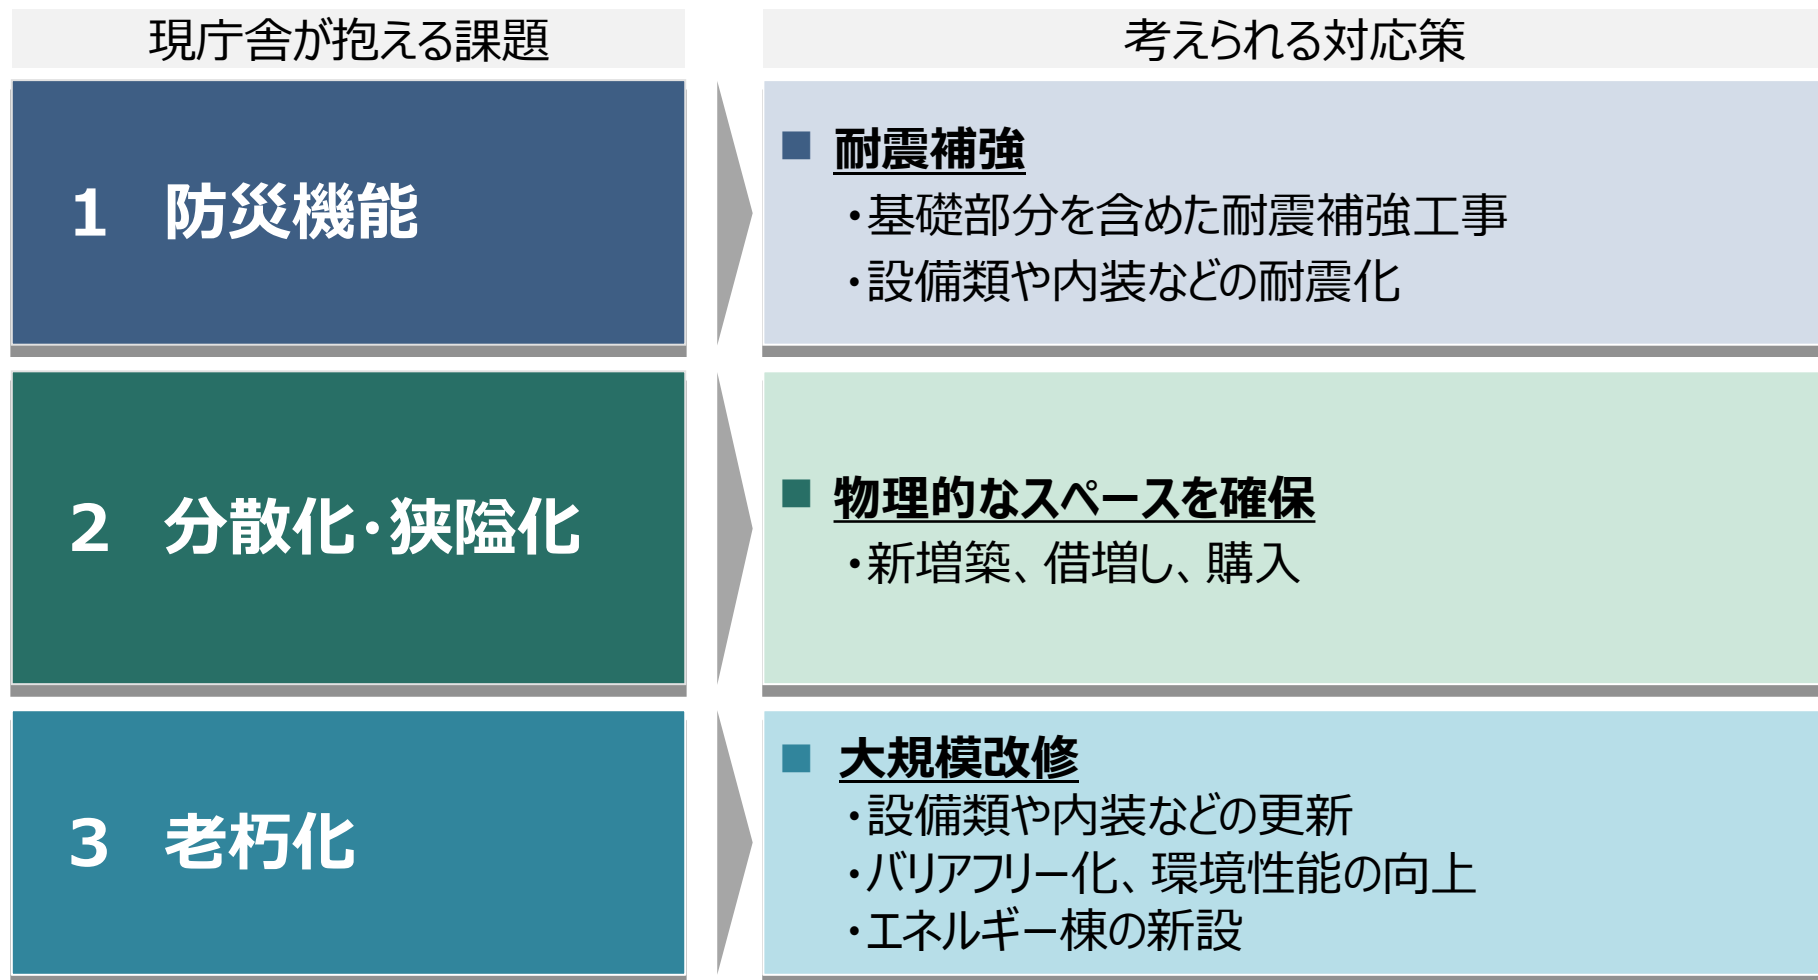 現庁舎が抱える課題
考えられる対応策
1 防災機能
■ 耐震補強
・基礎部分を含めた耐震補強工事
・設備類や内装などの耐震化
2 分散化・狭隘化
■ 物理的なスペースを確保
・新増築、借増し、購入
3 老朽化
■ 大規模改修
・設備類や内装などの更新
・バリアフリー化、環境性能の向上
・エネルギー棟の新設